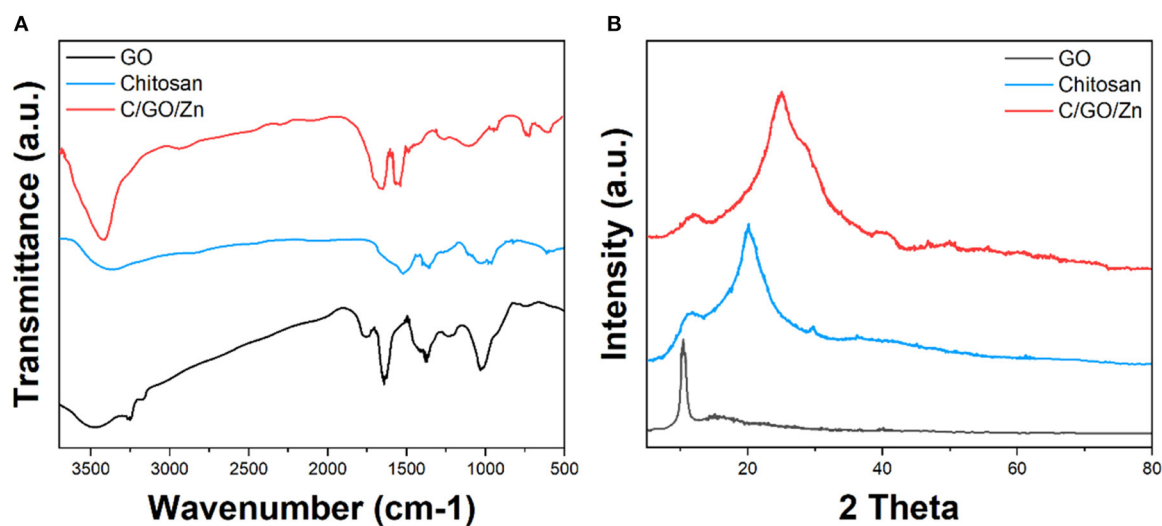 A
GO
Chitosan
C/GO/Zn
Transmittance (a.u.)
3500 3000 2500 2000 1500 1000 500
Wavenumber (cm-1)
B
GO
Chitosan
C/GO/Zn
Intensity (a.u.)
20 40 60 80
2 Theta